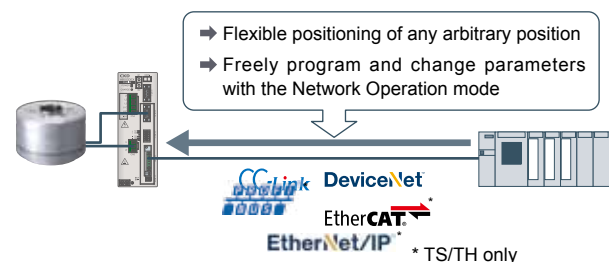 ➡ Flexible positioning of any arbitrary position
➡ Freely program and change parameters
with the Network Operation mode
CC-Link DeviceNet
EtherCAT®*
EtherNet/IP*
* TS/TH only